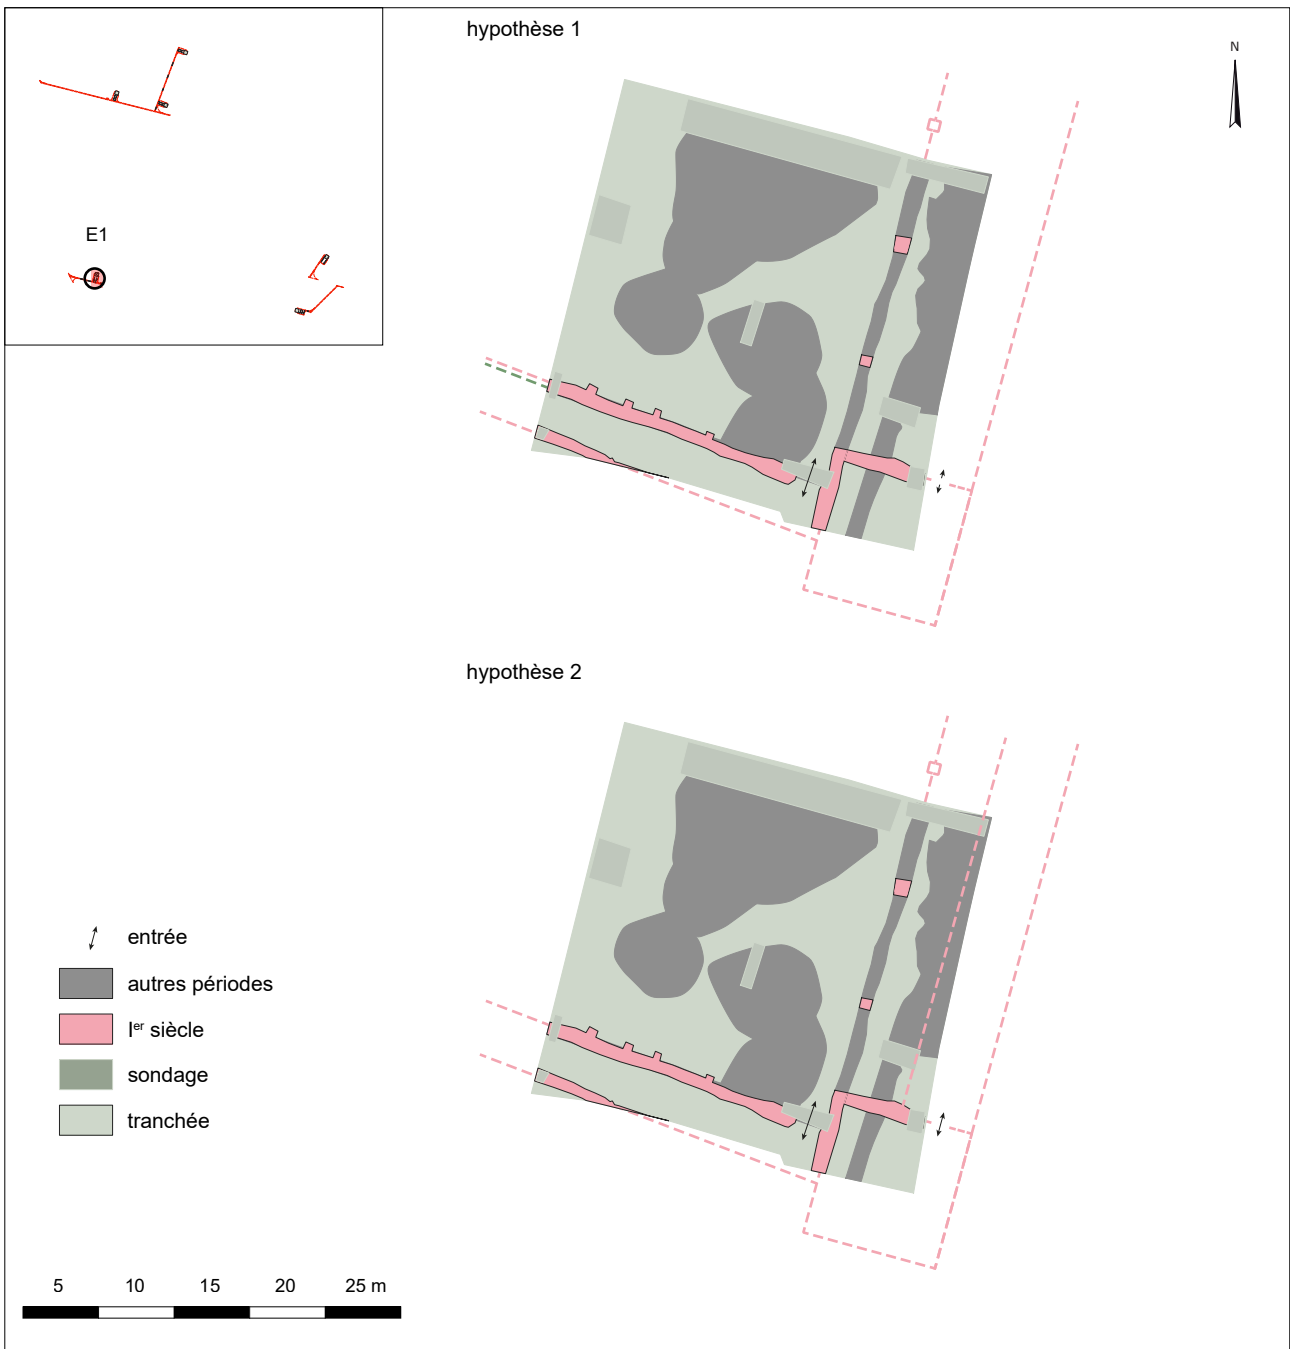 hypothèse 1
N
E1
hypothèse 2
entrée
autres périodes
Ier siècle
sondage
tranchée
5 10 15 20 25 m